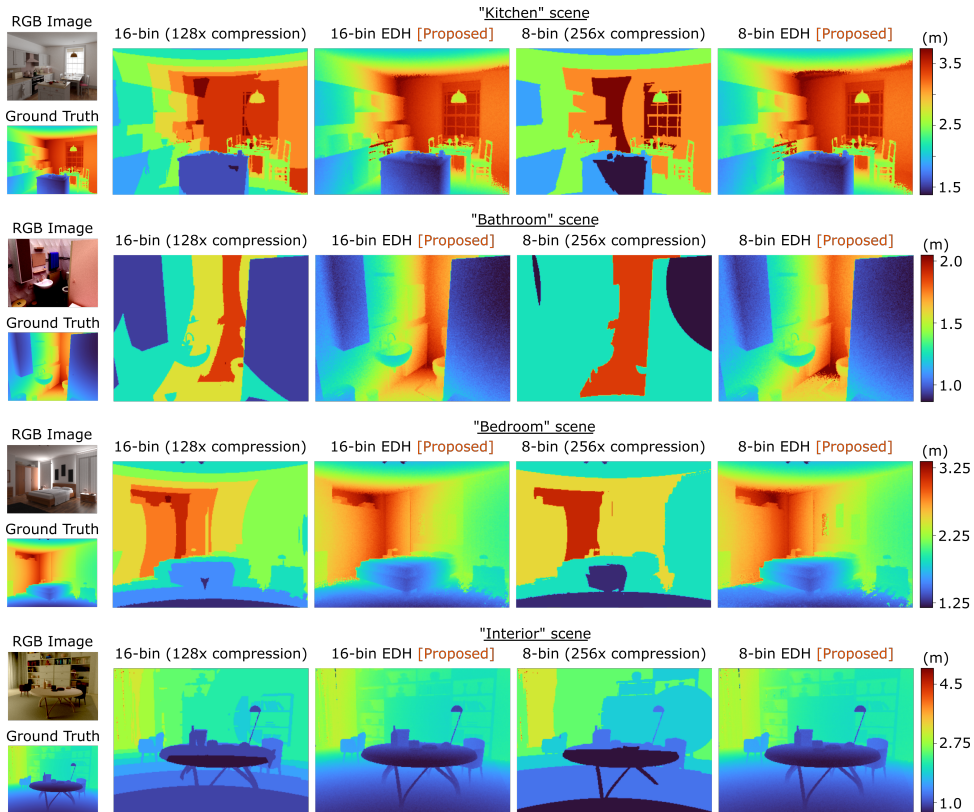 "Kitchen" scene
RGB Image
16-bin (128x compression) 16-bin EDH [Proposed] 8-bin (256x compression) 8-bin EDH [Proposed] (m)
Ground Truth
3.5
2.5
1.5
"Bathroom" scene
RGB Image
16-bin (128x compression) 16-bin EDH [Proposed] 8-bin (256x compression) 8-bin EDH [Proposed] (m)
Ground Truth
2.0
1.5
1.0
"Bedroom" scene
RGB Image
16-bin (128x compression) 16-bin EDH [Proposed] 8-bin (256x compression) 8-bin EDH [Proposed] (m)
Ground Truth
3.25
2.25
1.25
"Interior" scene
RGB Image
16-bin (128x compression) 16-bin EDH [Proposed] 8-bin (256x compression) 8-bin EDH [Proposed] (m)
Ground Truth
4.5
2.75
1.0